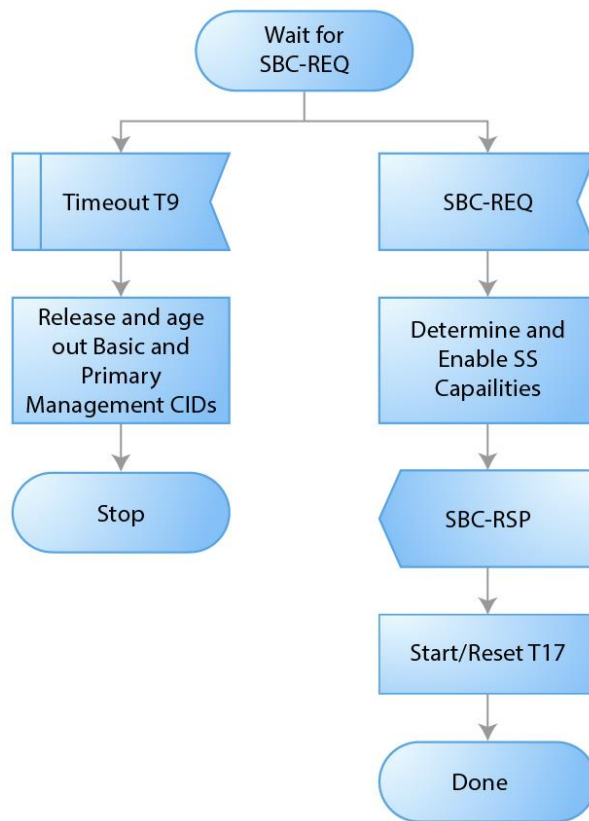 Wait for
SBC-REQ
Timeout T9
SBC-REQ
Release and age
out Basic and
Primary
Management CIDs
Determine and
Enable SS
Capailities
Stop
SBC-RSP
Start/Reset T17
Done